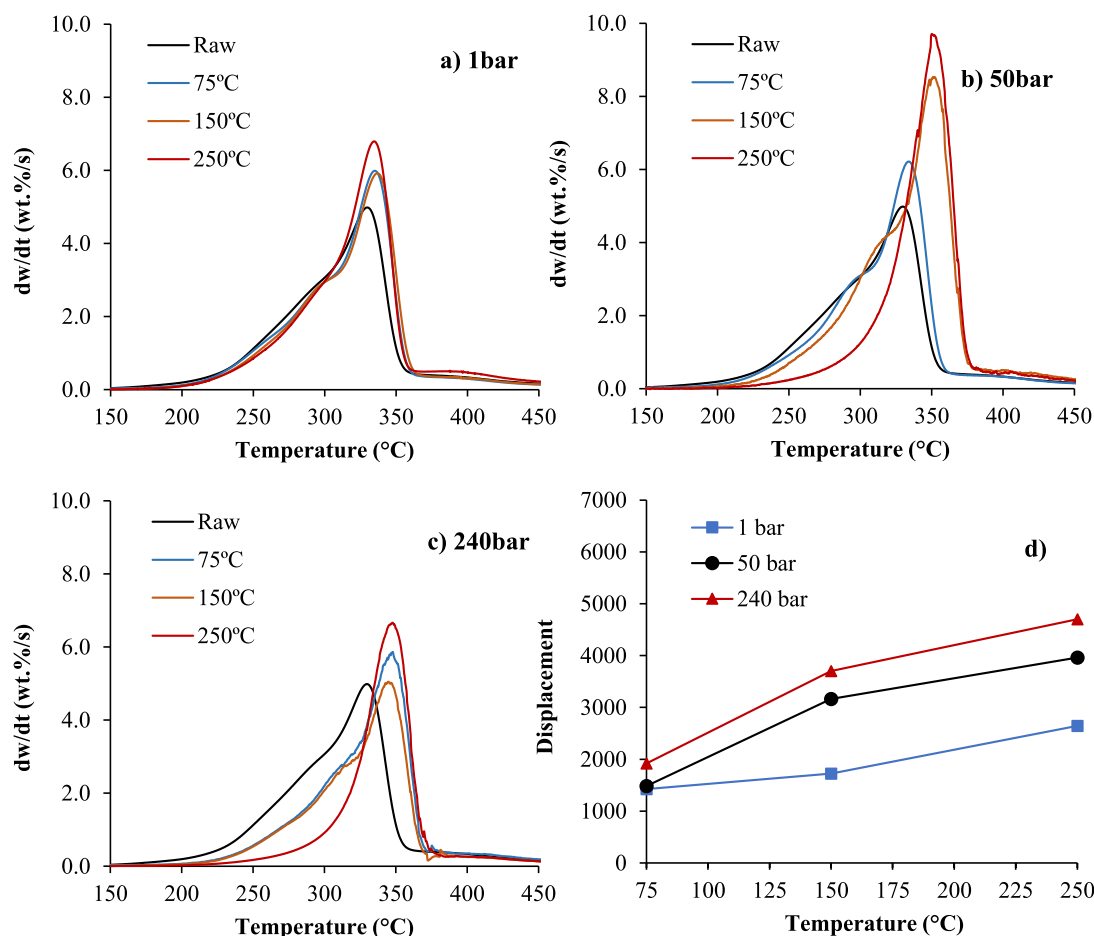 10.0
8.0
6.0
4.0
2.0
0.0
dw/dt (wt.%/s)
Raw
75ºC
150ºC
250ºC
a) 1bar
150 200 250 300 350 400 450
Temperature (°C)
10.0
8.0
6.0
4.0
2.0
0.0
dw/dt (wt.%/s)
Raw
75ºC
150ºC
250ºC
b) 50bar
150 200 250 300 350 400 450
Temperature (°C)
10.0
8.0
6.0
4.0
2.0
0.0
dw/dt (wt.%/s)
Raw
75ºC
150ºC
250ºC
c) 240bar
150 200 250 300 350 400 450
Temperature (°C)
7000
6000
5000
4000
3000
2000
1000
0
Displacement
1 bar
50 bar
240 bar
d)
75 100 125 150 175 200 225 250
Temperature (°C)